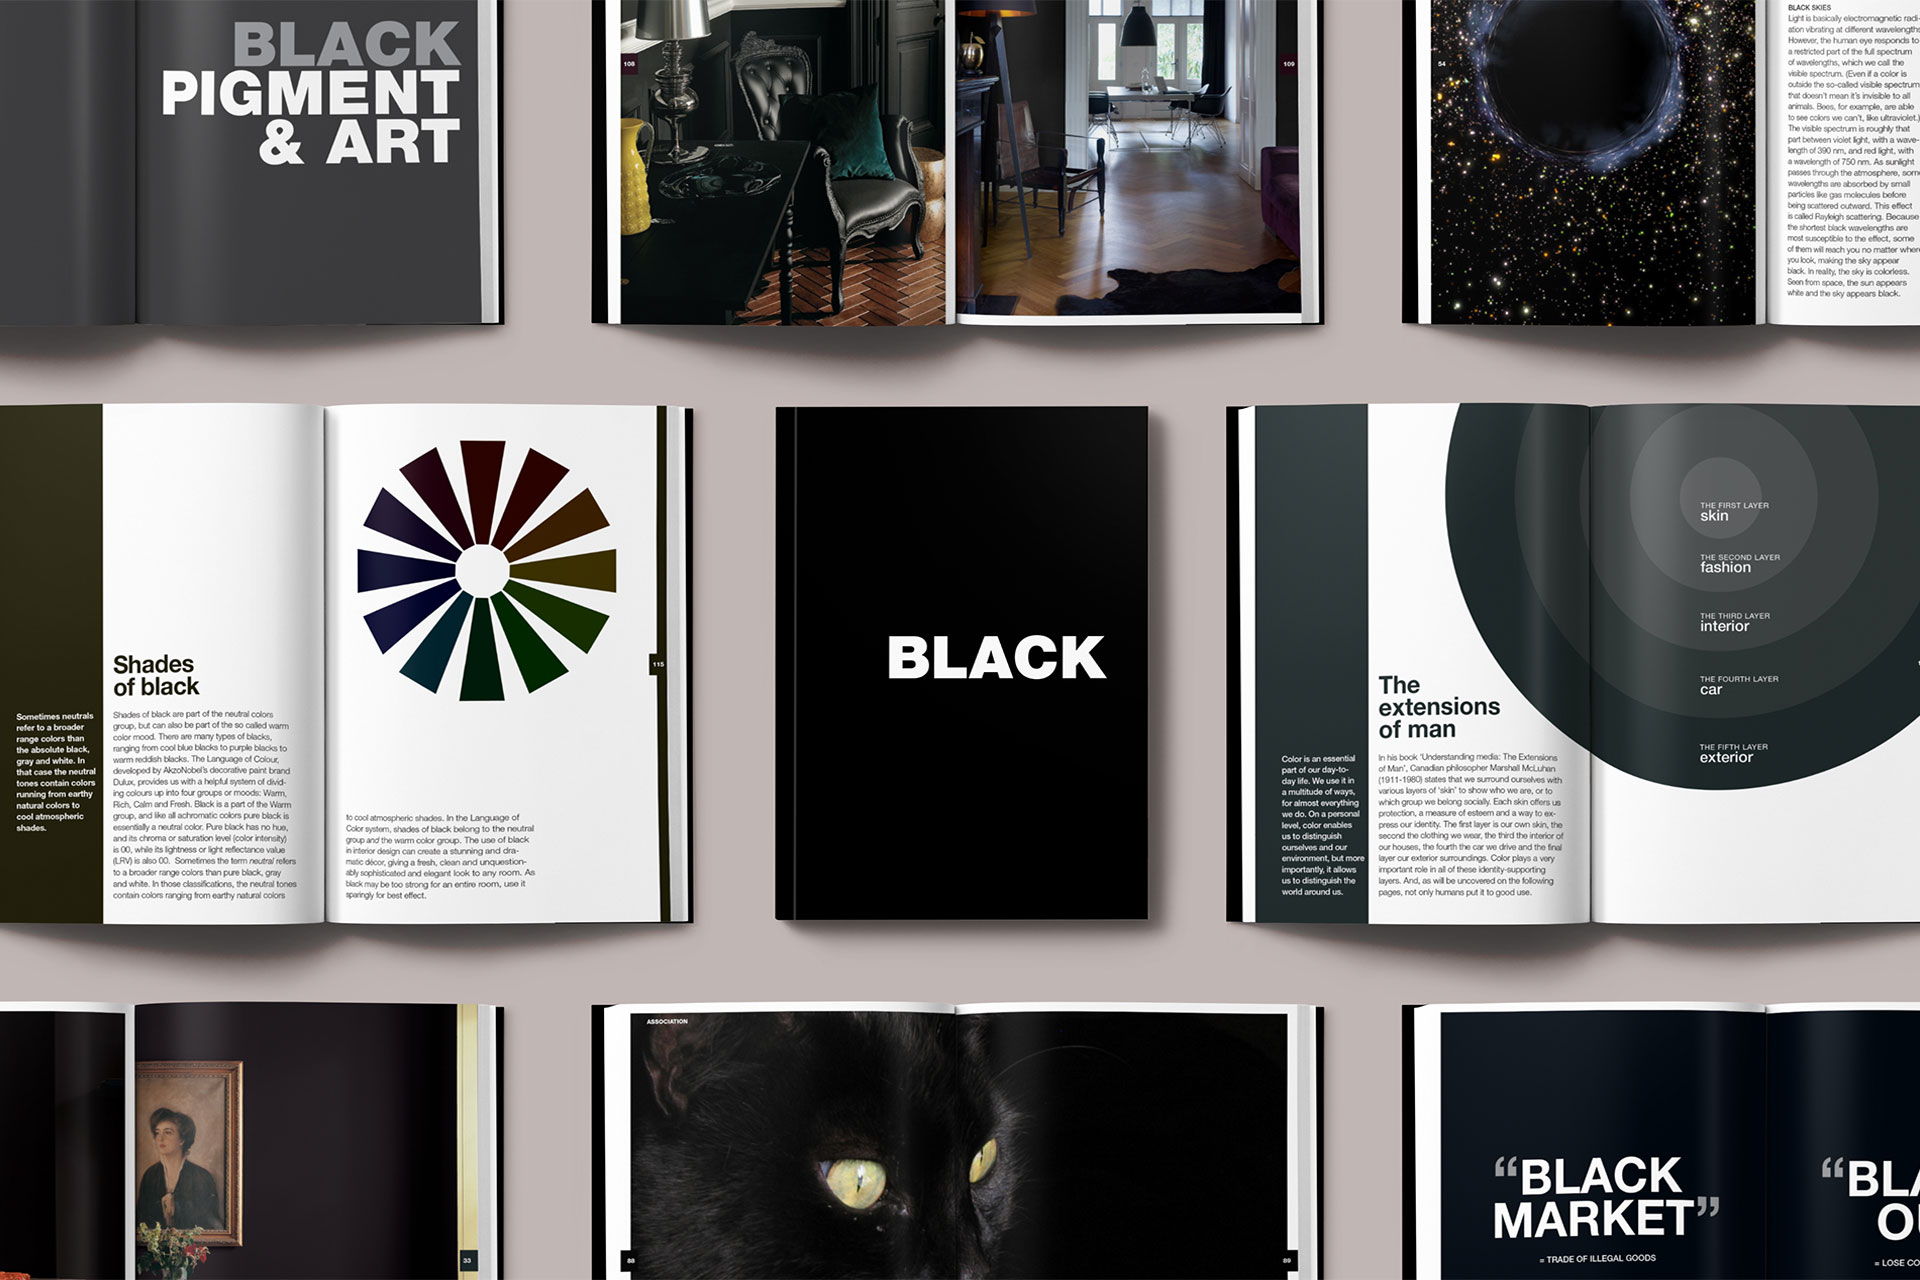 BLACK
PIGMENT
& ART
108
109
54
BLACK SKIES
Light is basically electromagnetic radi-
ation vibrating at different wavelengths.
However, the human eye responds to
a restricted part of the full spectrum
of wavelengths, which we call the
visible spectrum. (Even if a color is
outside the so-called visible spectrum,
that doesn't mean it's invisible to all
animals. Bees, for example, are able
to see colors we can't, like ultraviolet.)
The visible spectrum is roughly that
part between violet light, with a wave-
length of 390 nm, and red light, with
a wavelength of 750 nm. As sunlight
passes through the atmosphere, some
wavelengths are absorbed by small
particles like gas molecules before
being scattered outward. This effect
is called Rayleigh scattering. Because
the shortest black wavelengths are
most susceptible to the effect, some
of them will reach you no matter where
you look, making the sky appear
black. In reality, the sky is colorless.
Seen from space, the sun appears
white and the sky appears black.
Sometimes neutrals
refer to a broader
range colors than
the absolute black,
gray and white. In
that case the neutral
tones contain colors
running from earthy
natural colors to
cool atmospheric
shades.
Shades
of black
Shades of black are part of the neutral colors
group, but can also be part of the so called warm
color mood. There are many types of blacks,
ranging from cool blue blacks to purple blacks to
warm reddish blacks. The Language of Colour,
developed by AkzoNobel's decorative paint brand
Dulux, provides us with a helpful system of divid-
ing colours up into four groups or moods: Warm,
Rich, Calm and Fresh. Black is a part of the Warm
group, and like all achromatic colors pure black is
essentially a neutral color. Pure black has no hue,
and its chroma or saturation level (color intensity)
is 00, while its lightness or light reflectance value
(LRV) is also 00. Sometimes the term neutral refers
to a broader range colors than pure black, gray
and white. In those classifications, the neutral tones
contain colors ranging from earthy natural colors
to cool atmospheric shades. In the Language of
Color system, shades of black belong to the neutral
group and the warm color group. The use of black
in interior design can create a stunning and dra-
matic décor, giving a fresh, clean and unquestion-
ably sophisticated and elegant look to any room. As
black may be too strong for an entire room, use it
sparingly for best effect.
115
BLACK
Color is an essential
part of our day-to-
day life. We use it in
a multitude of ways,
for almost everything
we do. On a personal
level, color enables
us to distinguish
ourselves and our
environment, but more
importantly, it allows
us to distinguish the
world around us.
The
extensions
of man
In his book 'Understanding media: The Extensions
of Man', Canadian philosopher Marshall McLuhan
(1911-1980) states that we surround ourselves with
various layers of 'skin' to show who we are, or to
which group we belong socially. Each skin offers us
protection, a measure of esteem and a way to ex-
press our identity. The first layer is our own skin, the
second the clothing we wear, the third the interior of
our houses, the fourth the car we drive and the final
layer our exterior surroundings. Color plays a very
important role in all of these identity-supporting
layers. And, as will be uncovered on the following
pages, not only humans put it to good use.
THE FIRST LAYER
skin
THE SECOND LAYER
fashion
THE THIRD LAYER
interior
THE FOURTH LAYER
car
THE FIFTH LAYER
exterior
33
ASSOCIATION
88
89
“BLACK
MARKET”
= TRADE OF ILLEGAL GOODS
= LOSE